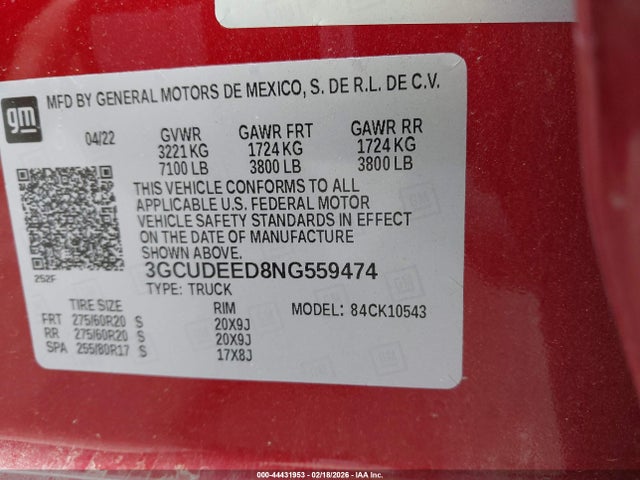 gm
MFD BY GENERAL MOTORS DE MEXICO, S. DE R.L. DE C.V.
04/22 GVWR GAWR FRT GAWR RR
3221 KG 1724 KG 1724 KG
7100 LB 3800 LB 3800 LB
THIS VEHICLE CONFORMS TO ALL
APPLICABLE U.S. FEDERAL MOTOR
VEHICLE SAFETY STANDARDS IN EFFECT
ON THE DATE OF MANUFACTURE
SHOWN ABOVE.
252F
3GCUDEED8NG559474
TYPE: TRUCK
TIRE SIZE RIM MODEL: 84CK10543
FRT 275/60R20 S 20X9J
RR 275/60R20 S 20X9J
SPA 255/80R17 S 17X8J
000-44431953 - 02/18/2026 - IAA Inc.